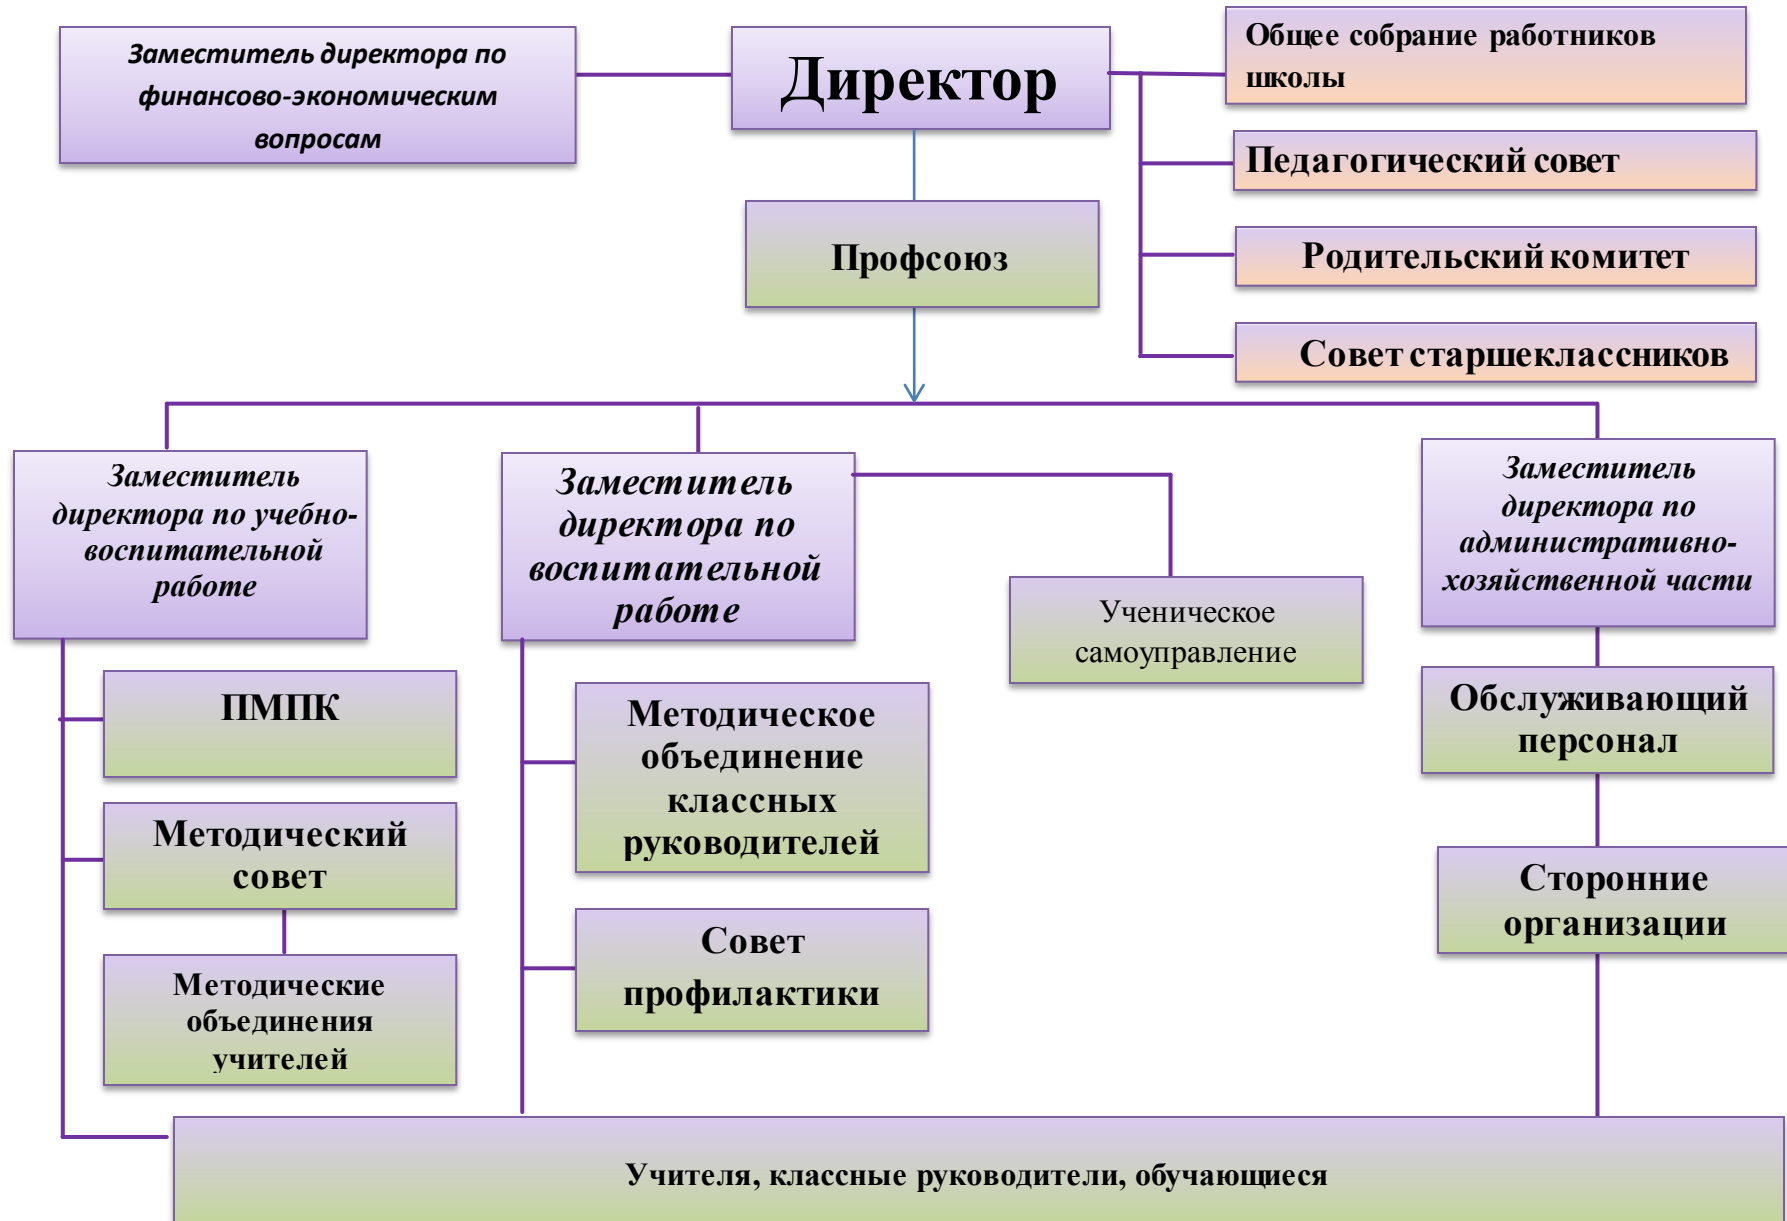 Заместитель директора по
финансово-экономическим
вопросам
Директор
Общее собрание работников
школы
Педагогический совет
Профсоюз
Родительский комитет
Совет старшеклассников
Заместитель
директора по учебно-
воспитательной
работе
Заместитель
директора по
воспитательной
работе
Заместитель
директора по
административно-
хозяйственной части
Ученическое
самоуправление
ПМПК
Методическое
объединение
классных
руководителей
Обслуживающий
персонал
Методический
совет
Сторонние
организации
Совет
профилактики
Методические
объединения
учителей
Учителя, классные руководители, обучающиеся